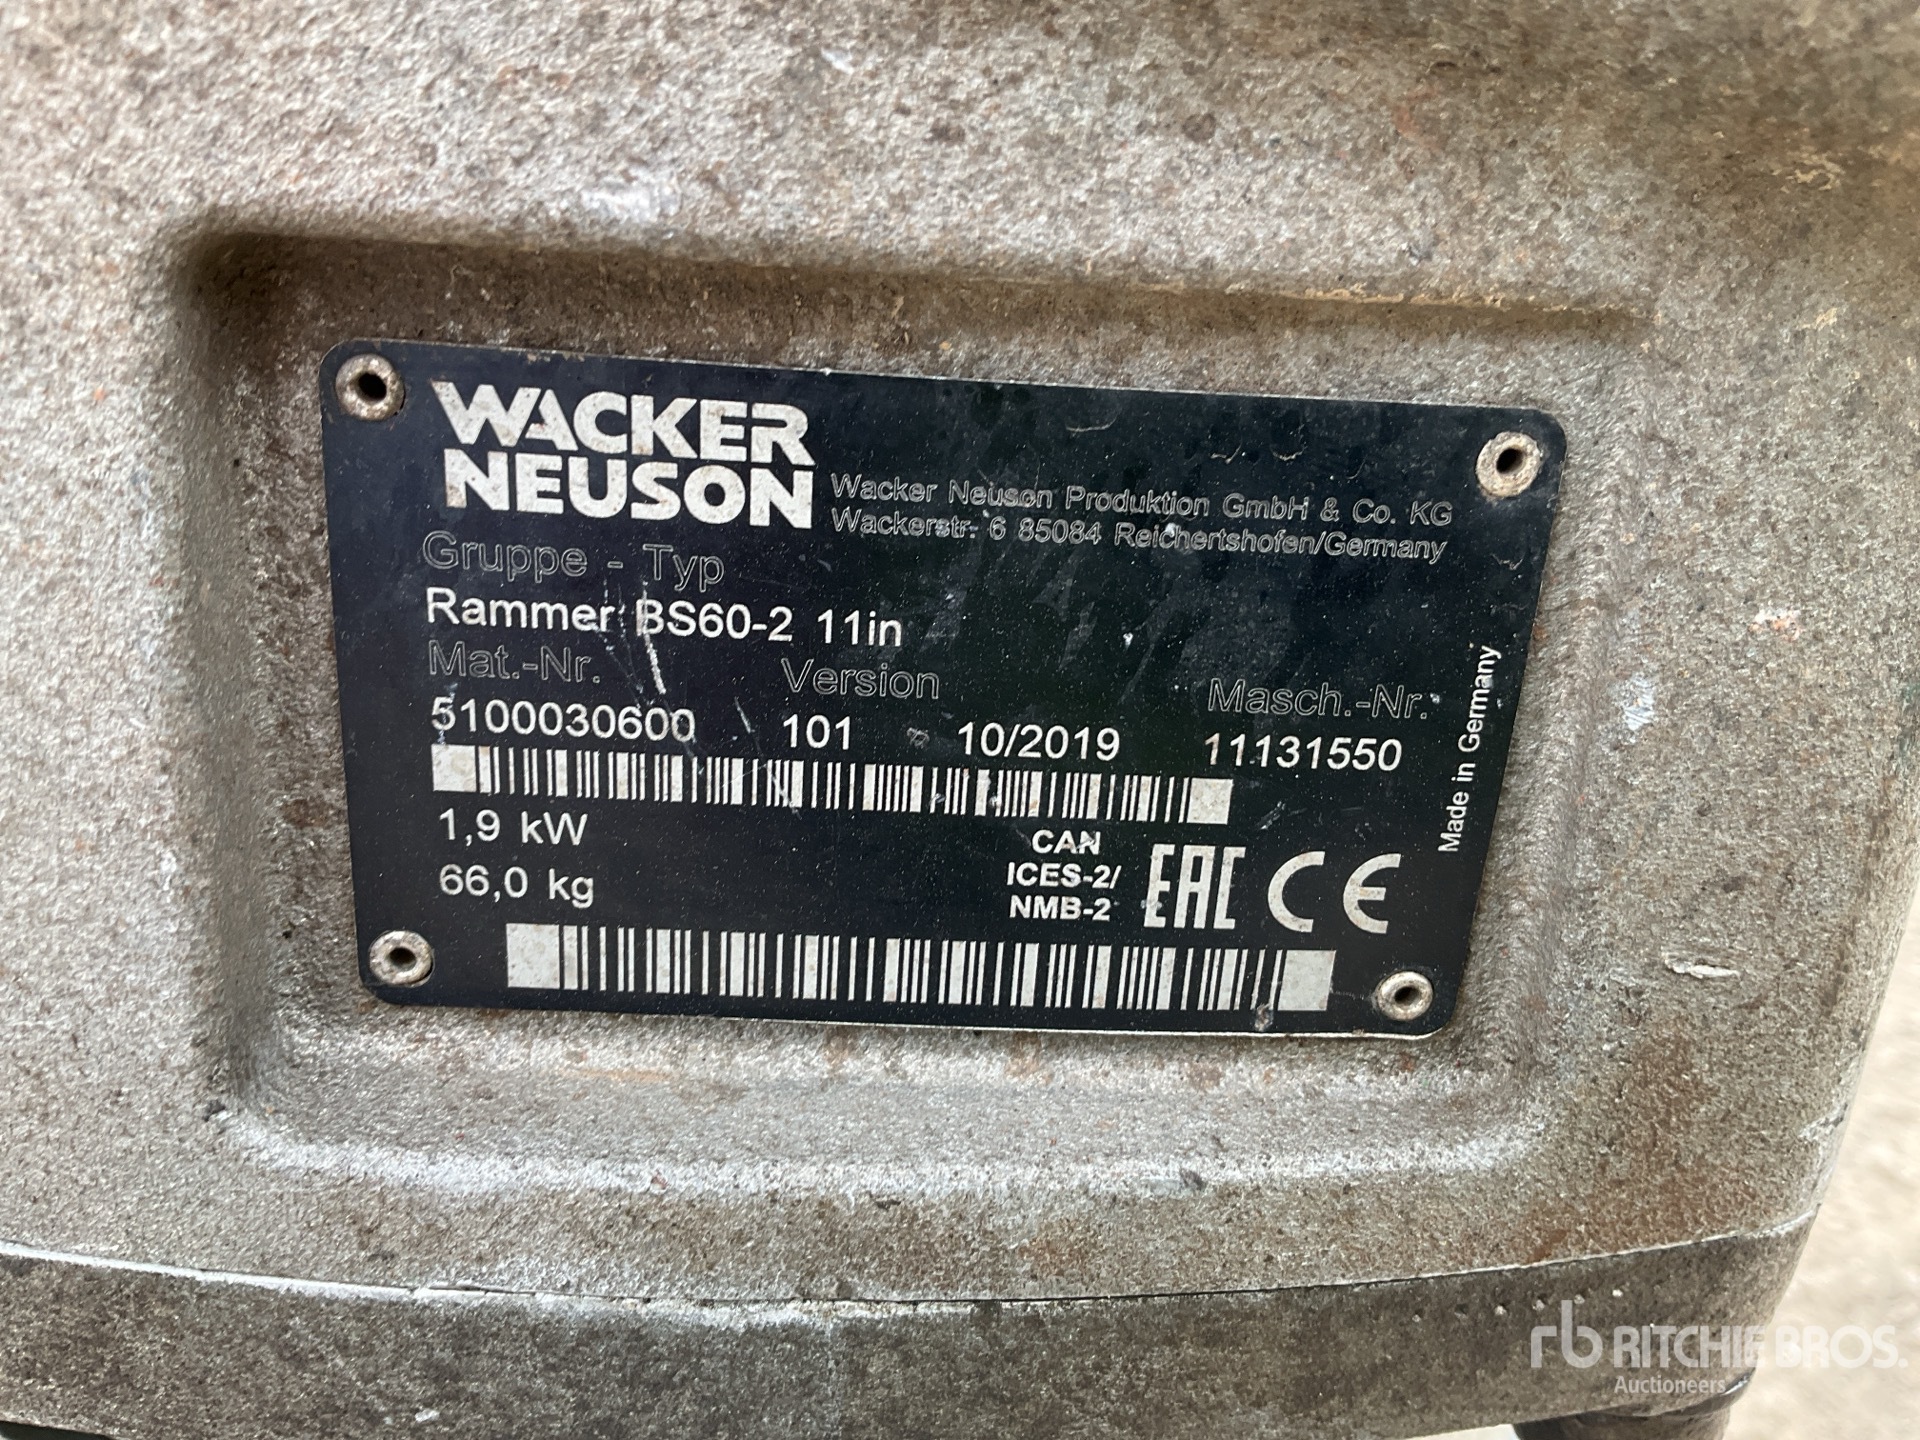 WACKER
NEUSON
Wacker Neuson Produktion GmbH & Co. KG
Wackerstr. 6 85084 Reichertshofen/Germany
Gruppe - Typ
Rammer BS60-2 11in
Mat.-Nr. Version Masch.-Nr.
5100030600 101 10/2019 11131550
Made in Germany
1,9 kW
66,0 kg
CAN
ICES-2/
NMB-2
EAC CE
rb RITCHIE BROS.
Auctioneers